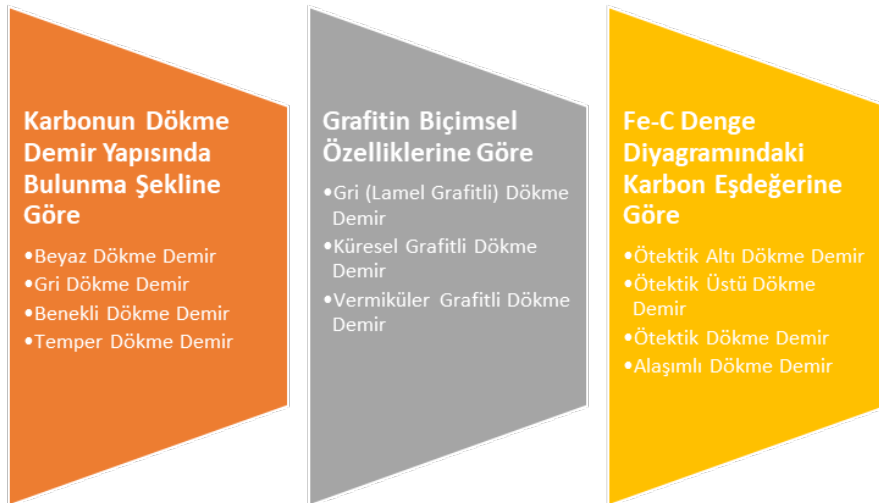 Karbonun Dökme
Demir Yapısında
Bulunma Şekline
Göre
•Beyaz Dökme Demir
•Gri Dökme Demir
•Benekli Dökme Demir
•Temper Dökme Demir
Grafitin Biçimsel
Özelliklerine Göre
•Gri (Lamel Grafitli) Dökme
Demir
•Küresel Grafitli Dökme
Demir
•Vermiküler Grafitli Dökme
Demir
Fe-C Denge
Diyagramındaki
Karbon Eşdeğerine
Göre
•Ötektik Altı Dökme Demir
•Ötektik Üstü Dökme
Demir
•Ötektik Dökme Demir
•Alaşımlı Dökme Demir